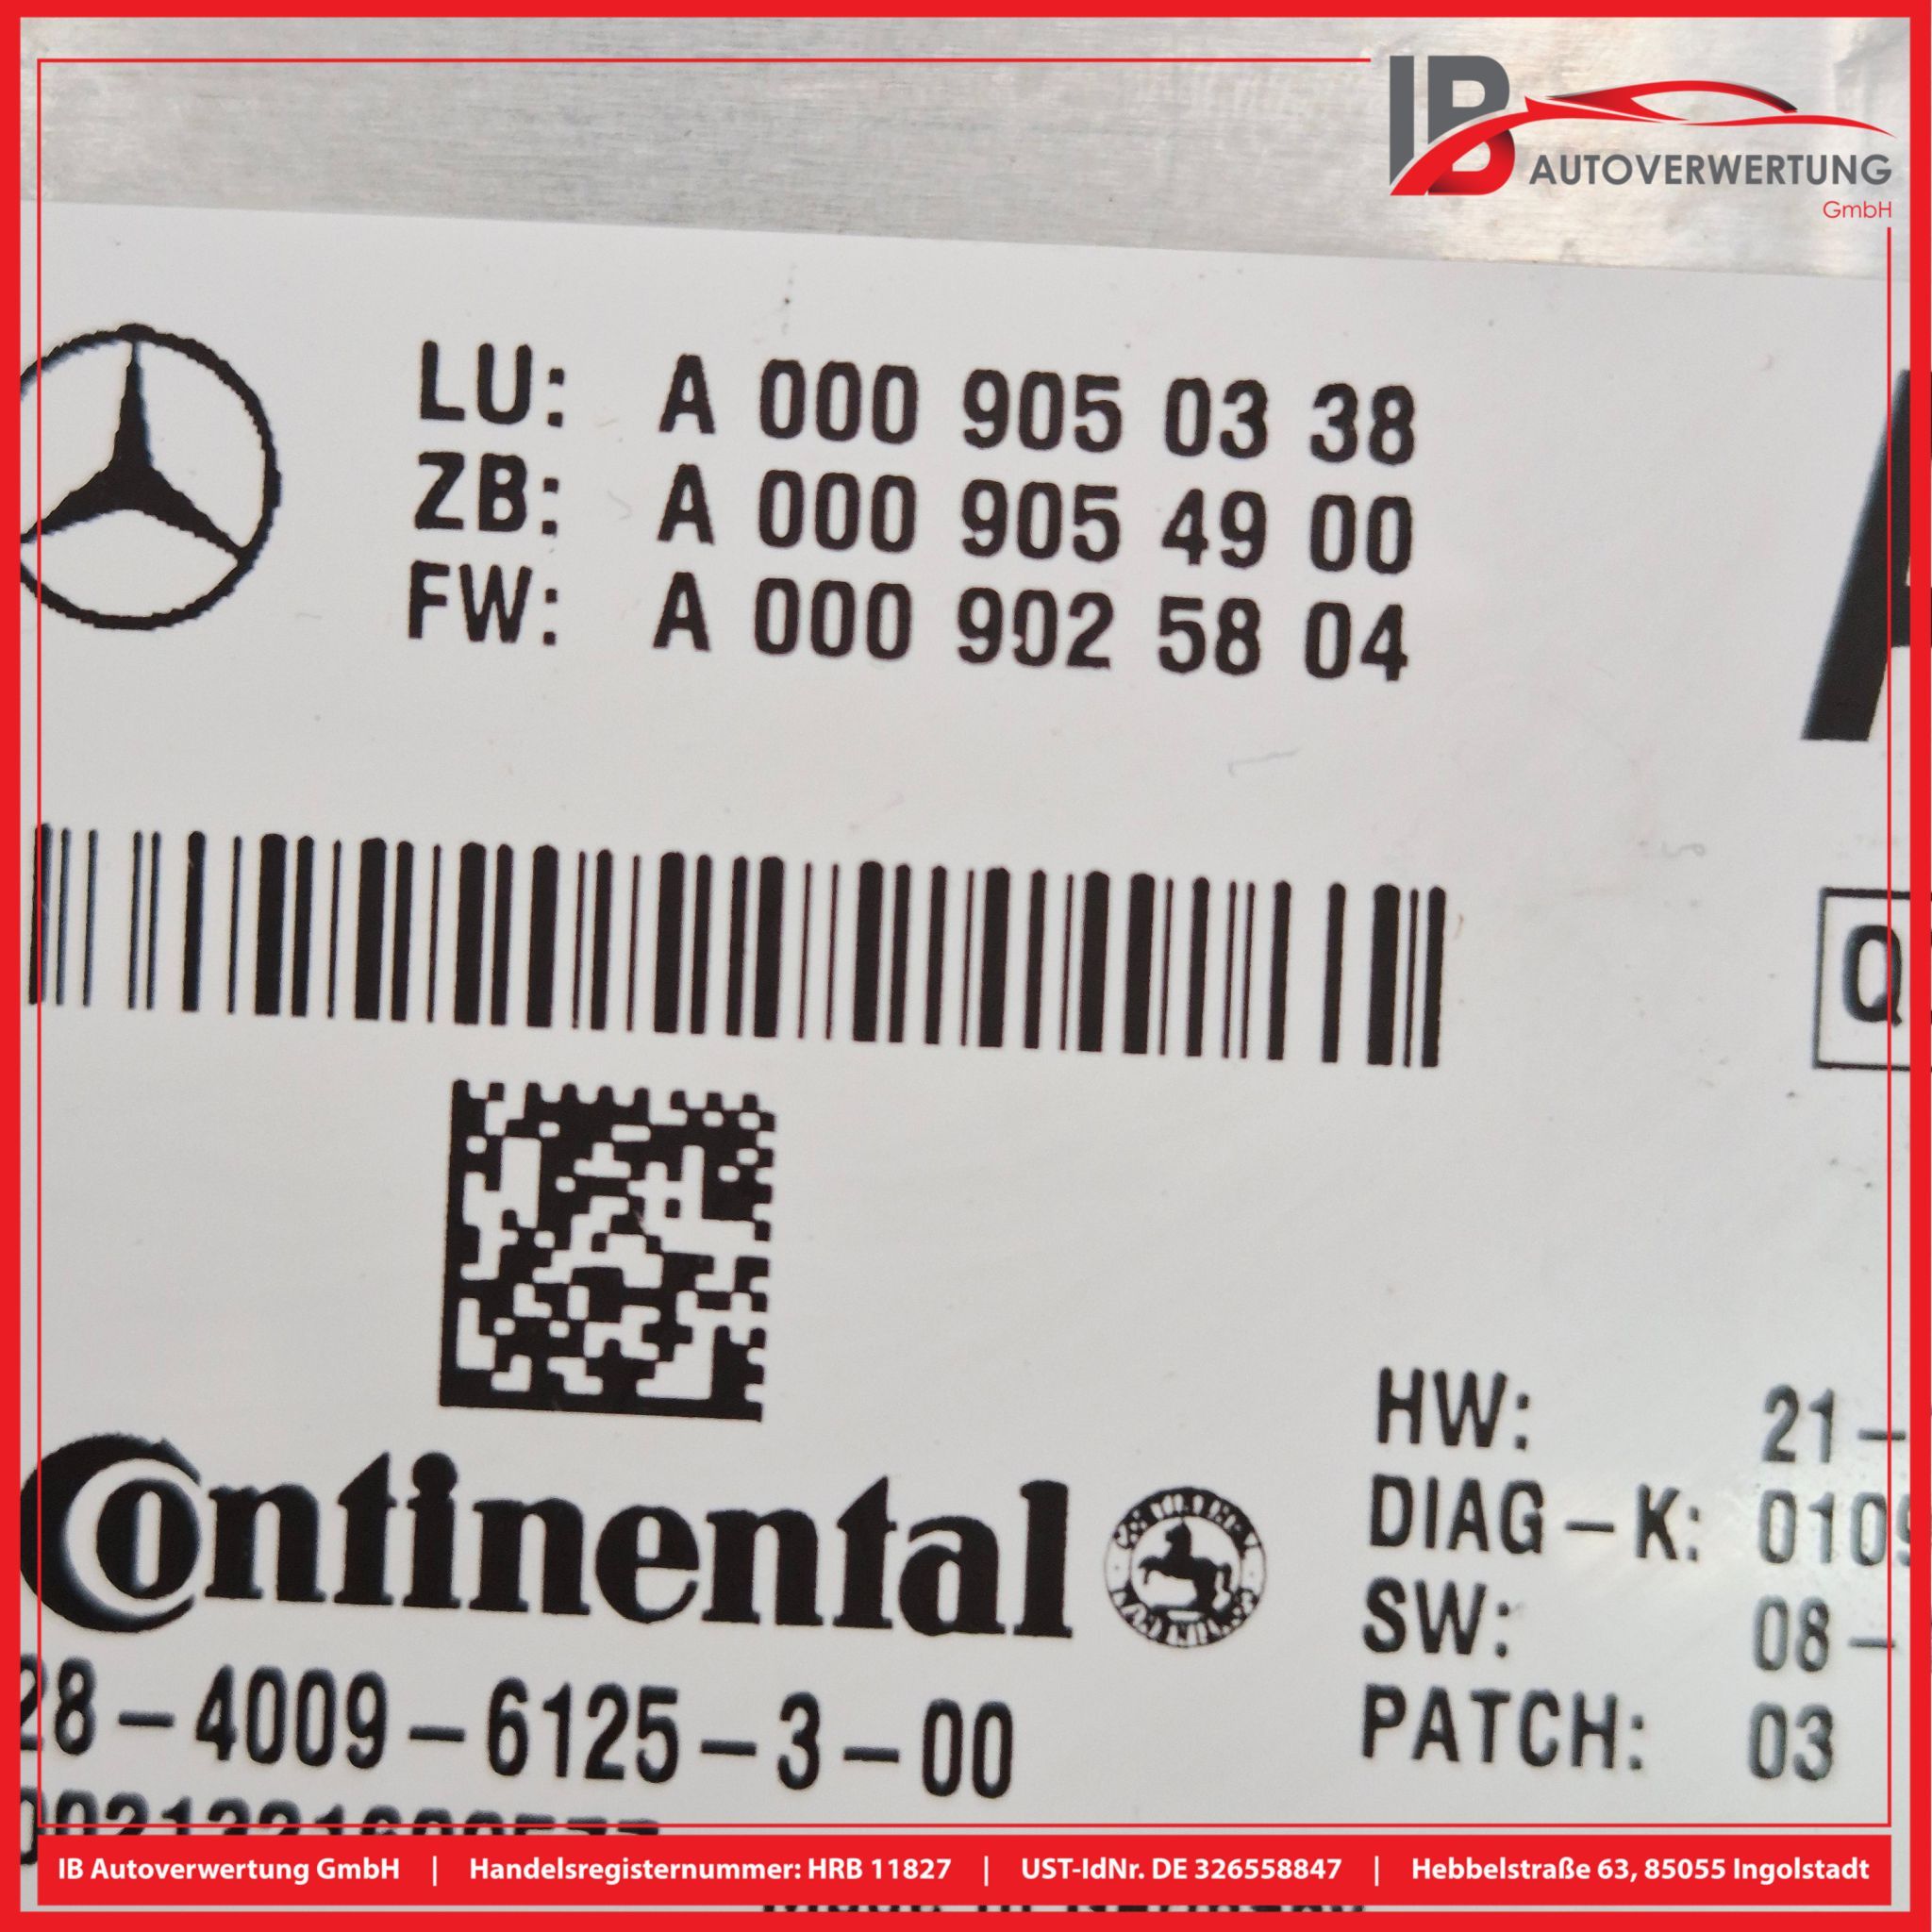 IB AUTOVERWERTUNG
GmbH
LU: A 000 905 03 38
ZB: A 000 905 49 00
FW: A 000 902 58 04
Q
Continental
HW: 21-
DIAG-K: 0109
SW: 08-
PATCH: 03
28-4009-6125-3-00
IB Autoverwertung GmbH | Handelsregisternummer: HRB 11827 | UST-IdNr. DE 326558847 | Hebbelstraße 63, 85055 Ingolstadt